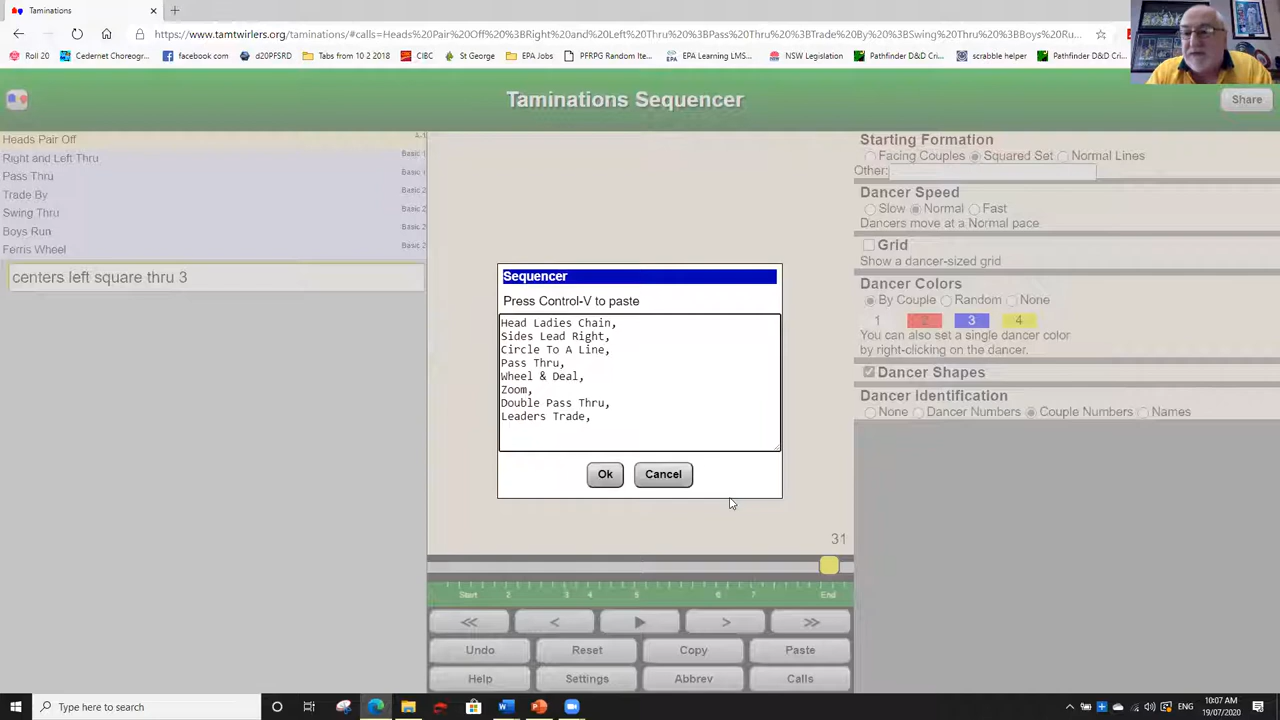 Taminations
https://www.tamtwirlers.org/taminations/#calls=Heads%20Pair%20Off%20%3BRight%20and%20Left%20Thru%20%3BPass%20Thru%20%3BTrade%20By%20%3BSwing%20Thru%20%3BBoys%20Ru...
Roll 20
Cedernet Choreogr...
facebook.com
d20PFSRD
Tabs from 10 2 2018
CIBC
St George
EPA Jobs
PFRPG Random Ite...
EPA Learning LMS...
NSW Legislation
Pathfinder D&D Cri...
scrabble helper
Pathfinder D&D Cri...
Taminations Sequencer
Share
Heads Pair Off
Right and Left Thru Basic 1
Pass Thru Basic 1
Trade By Basic 2
Swing Thru Basic 2
Boys Run Basic 2
Ferris Wheel Basic 2
centers left square thru 3
Sequencer
Press Control-V to paste
Head Ladies Chain,
Sides Lead Right,
Circle To A Line,
Pass Thru,
Wheel & Deal,
Zoom,
Double Pass Thru,
Leaders Trade,
Ok Cancel
31
Start 2 3 4 5 6 7 End
<< < > >>
Undo Reset Copy Paste
Help Settings Abbrev Calls
Starting Formation
Facing Couples Squared Set Normal Lines
Other:
Dancer Speed
Slow Normal Fast
Dancers move at a Normal pace
Grid
Show a dancer-sized grid
Dancer Colors
By Couple Random None
1 2 3 4
You can also set a single dancer color
by right-clicking on the dancer.
Dancer Shapes
Dancer Identification
None Dancer Numbers Couple Numbers Names
Type here to search
ENG
10:07 AM
19/07/2020